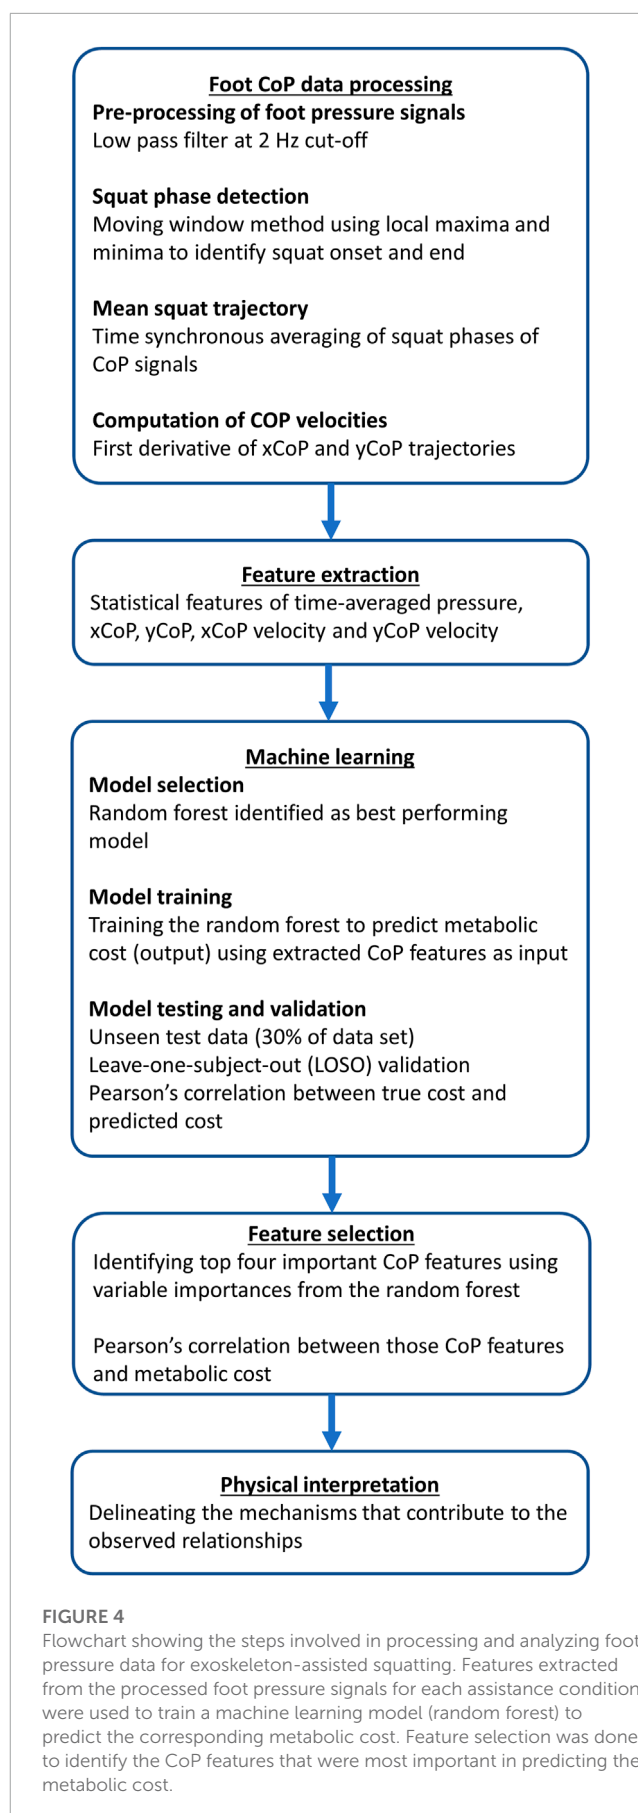 Foot CoP data processing
Pre-processing of foot pressure signals
Low pass filter at 2 Hz cut-off
Squat phase detection
Moving window method using local maxima and
minima to identify squat onset and end
Mean squat trajectory
Time synchronous averaging of squat phases of
CoP signals
Computation of COP velocities
First derivative of xCoP and yCoP trajectories
Feature extraction
Statistical features of time-averaged pressure,
xCoP, yCoP, xCoP velocity and yCoP velocity
Machine learning
Model selection
Random forest identified as best performing
model
Model training
Training the random forest to predict metabolic
cost (output) using extracted CoP features as input
Model testing and validation
Unseen test data (30% of data set)
Leave-one-subject-out (LOSO) validation
Pearson’s correlation between true cost and
predicted cost
Feature selection
Identifying top four important CoP features using
variable importances from the random forest
Pearson’s correlation between those CoP features
and metabolic cost
Physical interpretation
Delineating the mechanisms that contribute to the
observed relationships
FIGURE 4
Flowchart showing the steps involved in processing and analyzing foot
pressure data for exoskeleton-assisted squatting. Features extracted
from the processed foot pressure signals for each assistance condition
were used to train a machine learning model (random forest) to
predict the corresponding metabolic cost. Feature selection was done
to identify the CoP features that were most important in predicting the
metabolic cost.